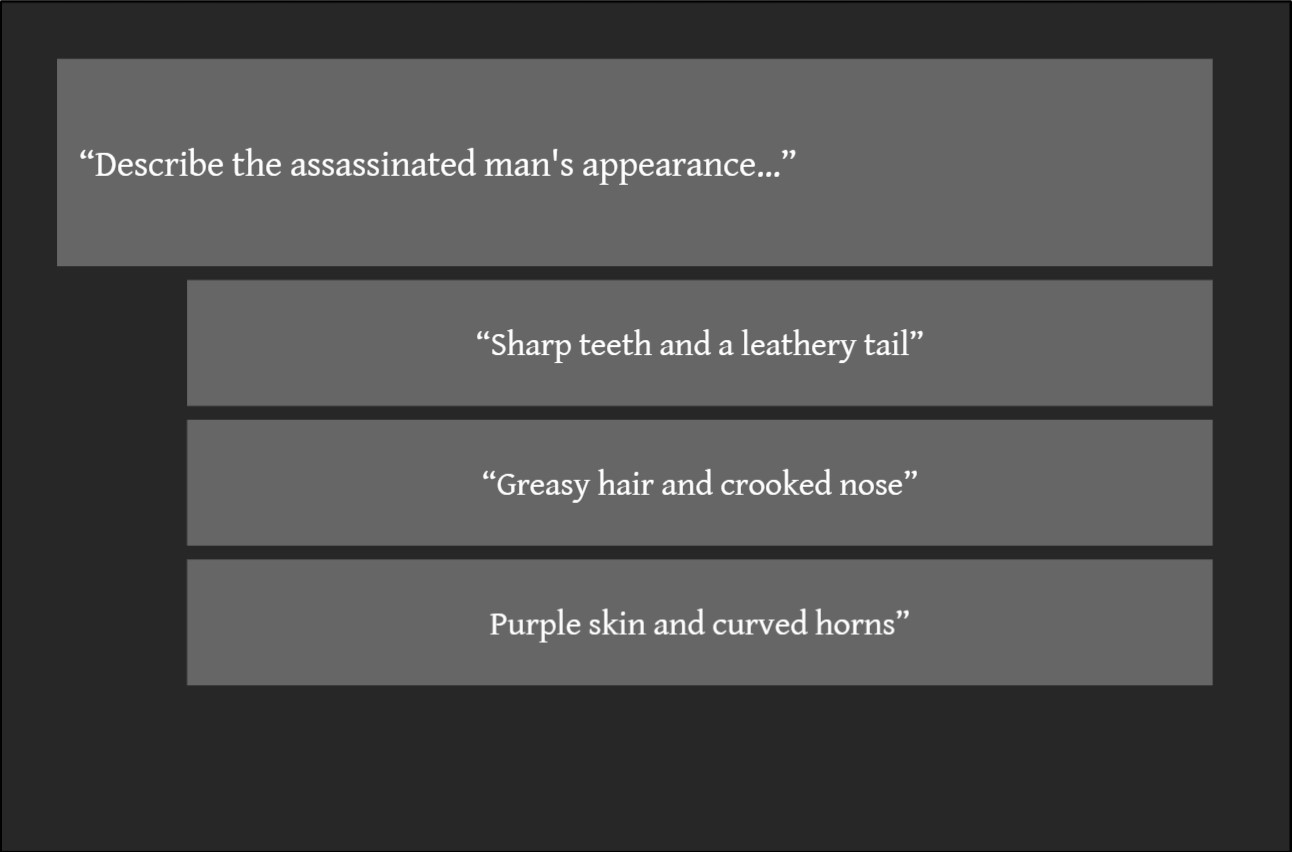 “Describe the assassinated man's appearance...”
“Sharp teeth and a leathery tail”
“Greasy hair and crooked nose”
Purple skin and curved horns”